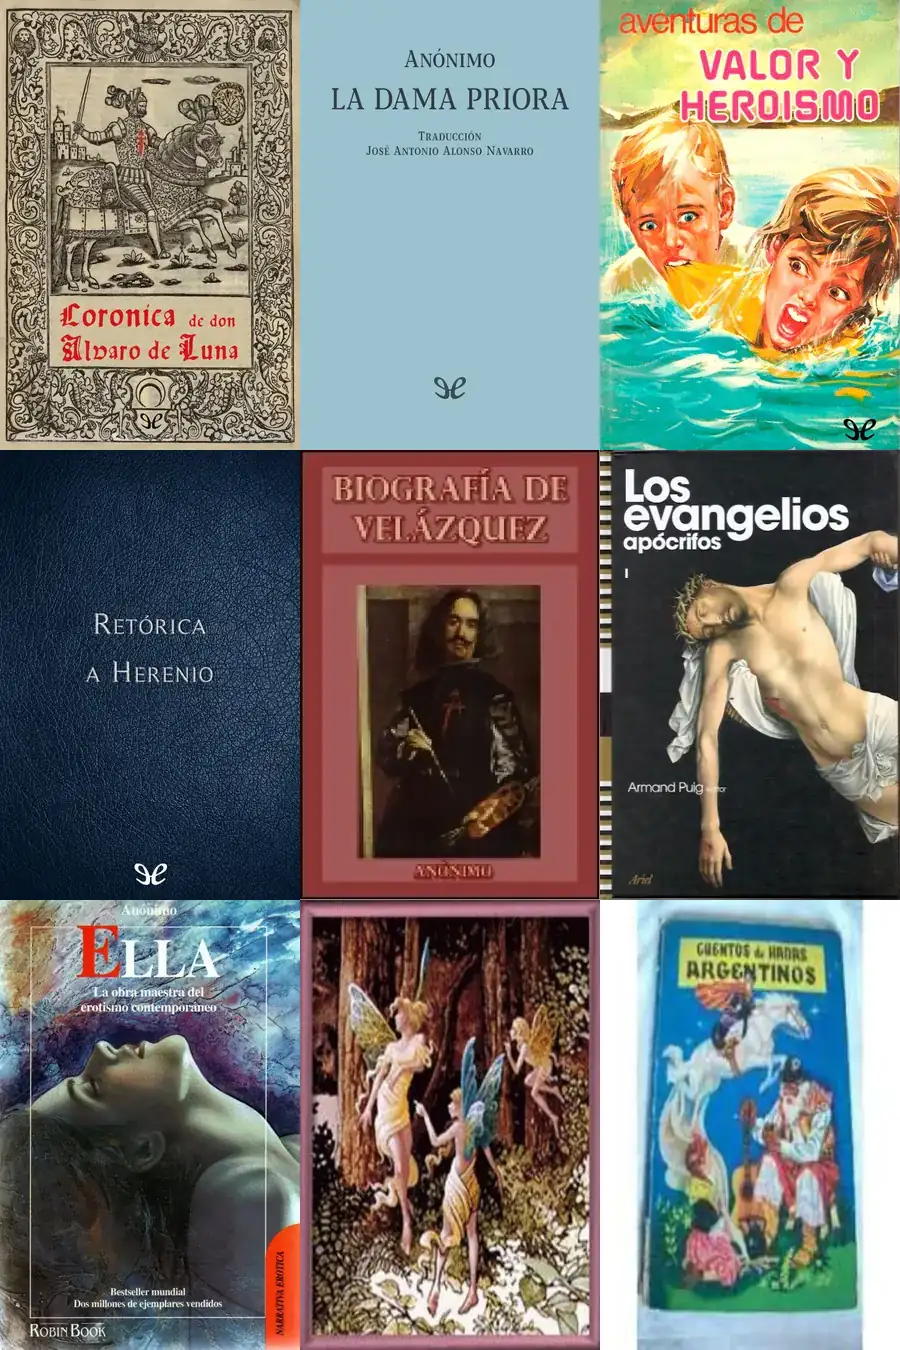 Coronica de don
Alvaro de Luna
ANÓNIMO
LA DAMA PRIORA
TRADUCCIÓN
JOSÉ ANTONIO ALONSO NAVARRO
aventuras de
VALOR Y
HEROISMO
RETÓRICA
A HERENIO
BIOGRAFÍA DE
VELÁZQUEZ
ANÓNIMO
Los
evangelios
apócrifos
I
Armand Puig
Ariel
Anónimo
ELLA
La obra maestra del
erotismo contemporáneo
Bestseller mundial
Dos millones de ejemplares vendidos
NARRATIVA EROTICA
ROBIN BOOK
CUENTOS de HADAS
ARGENTINOS